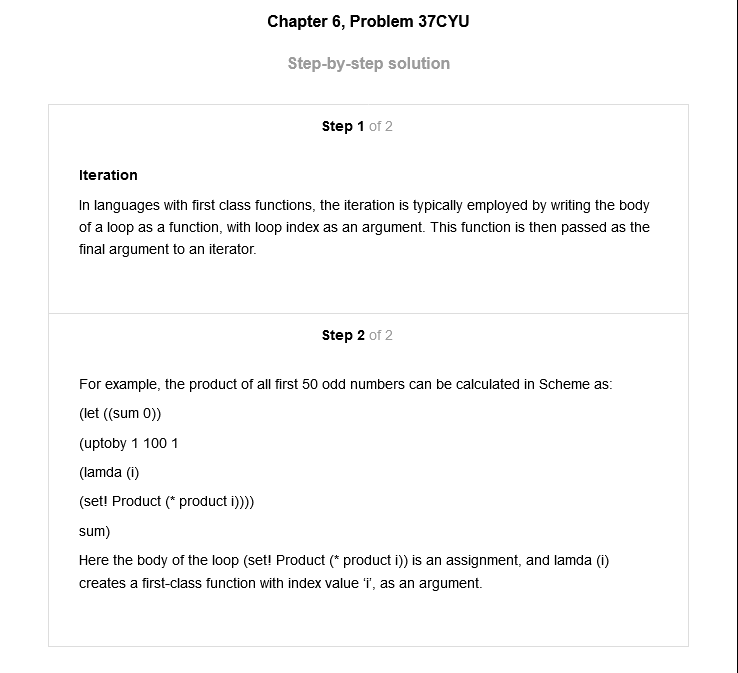 Chapter 6, Problem 37CYU
Step-by-step solution
Step 1 of 2
Iteration
In languages with first class functions, the iteration is typically employed by writing the body
of a loop as a function, with loop index as an argument. This function is then passed as the
final argument to an iterator.
Step 2 of 2
For example, the product of all first 50 odd numbers can be calculated in Scheme as:
(let ((sum 0))
(uptoby 1 100 1
(lamda (i)
(set! Product (* product i))))
sum)
Here the body of the loop (set! Product (* product i)) is an assignment, and lamda (i)
creates a first-class function with index value ‘i’, as an argument.